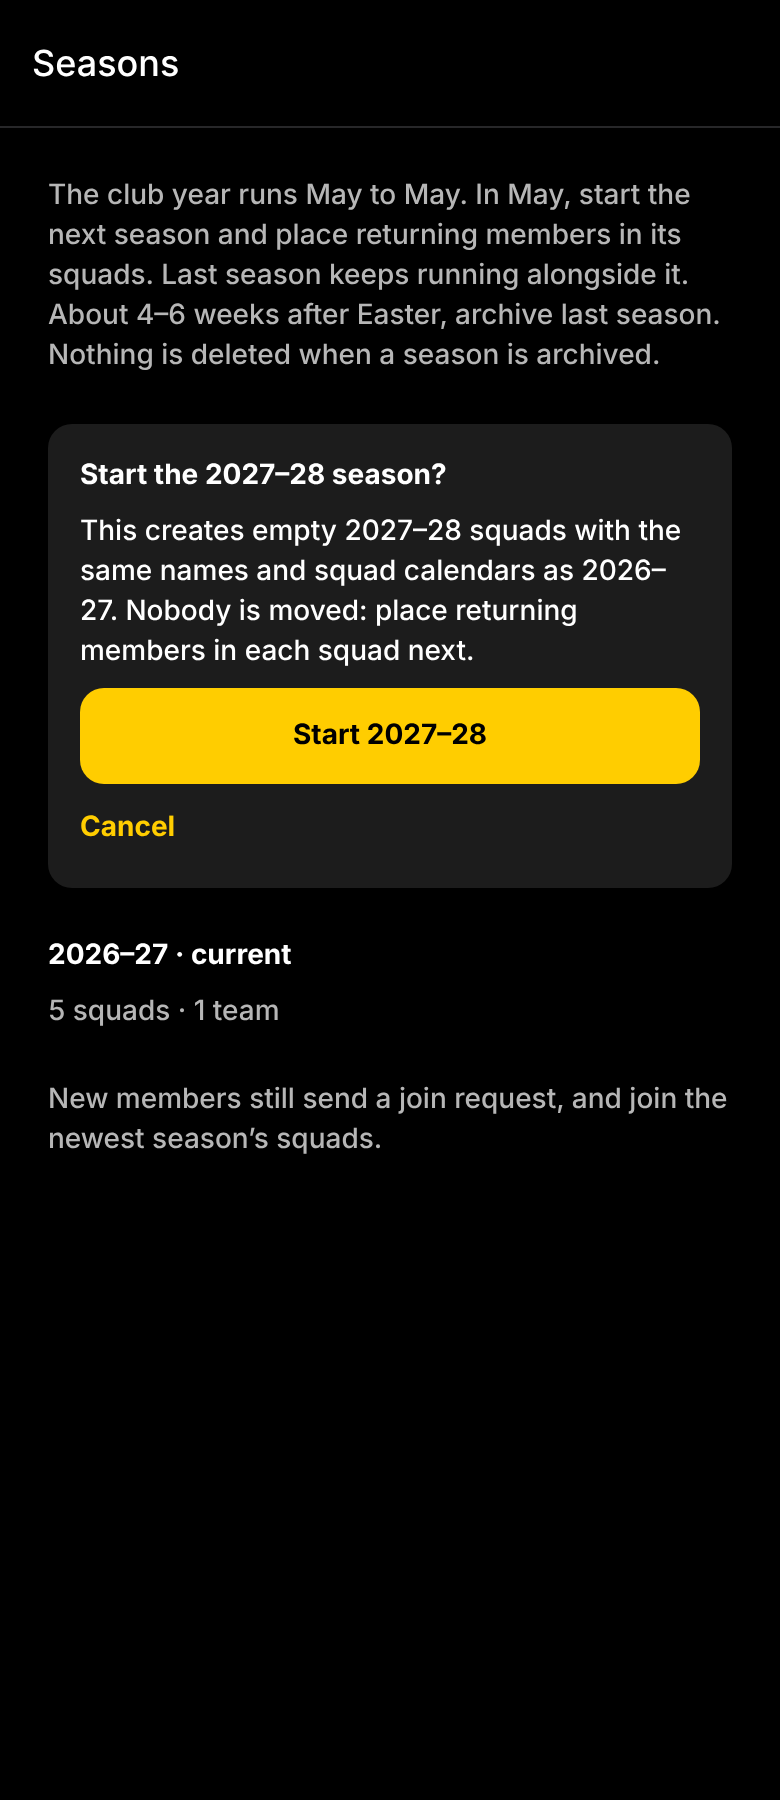 Seasons
The club year runs May to May. In May, start the
next season and place returning members in its
squads. Last season keeps running alongside it.
About 4–6 weeks after Easter, archive last season.
Nothing is deleted when a season is archived.
Start the 2027–28 season?
This creates empty 2027–28 squads with the
same names and squad calendars as 2026–
27. Nobody is moved: place returning
members in each squad next.
Start 2027–28
Cancel
2026–27 · current
5 squads · 1 team
New members still send a join request, and join the
newest season’s squads.